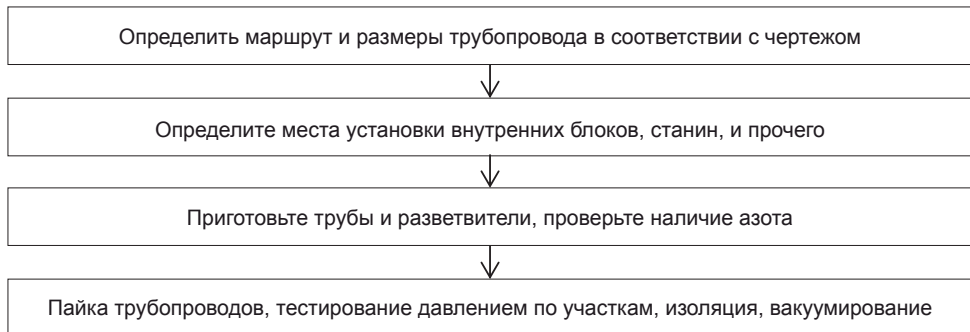 Определить маршрут и размеры трубопровода в соответствии с чертежом
Определите места установки внутренних блоков, станин, и прочего
Приготовьте трубы и разветвители, проверьте наличие азота
Пайка трубопроводов, тестирование давлением по участкам, изоляция, вакуумирование